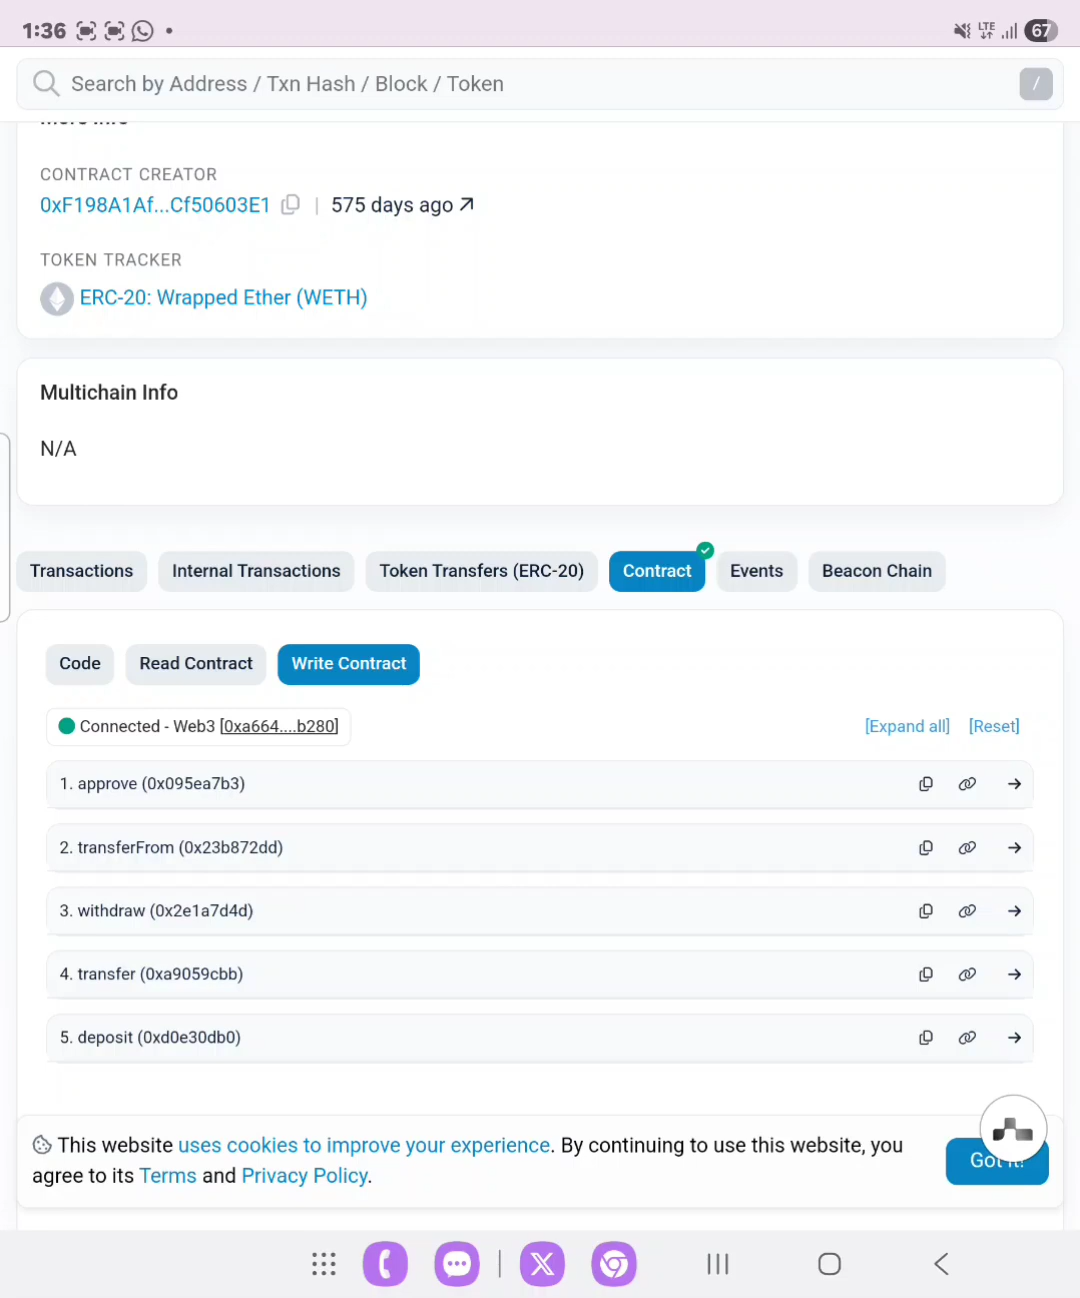 1:36
LTE
67
Search by Address / Txn Hash / Block / Token
/
More Info
CONTRACT CREATOR
0xF198A1Af...Cf50603E1 | 575 days ago
TOKEN TRACKER
ERC-20: Wrapped Ether (WETH)
Multichain Info
N/A
Transactions
Internal Transactions
Token Transfers (ERC-20)
Contract
Events
Beacon Chain
Code
Read Contract
Write Contract
Connected - Web3 [0xa664....b280]
[Expand all]
[Reset]
1. approve (0x095ea7b3)
2. transferFrom (0x23b872dd)
3. withdraw (0x2e1a7d4d)
4. transfer (0xa9059cbb)
5. deposit (0xd0e30db0)
This website uses cookies to improve your experience. By continuing to use this website, you
agree to its Terms and Privacy Policy.
Got it!